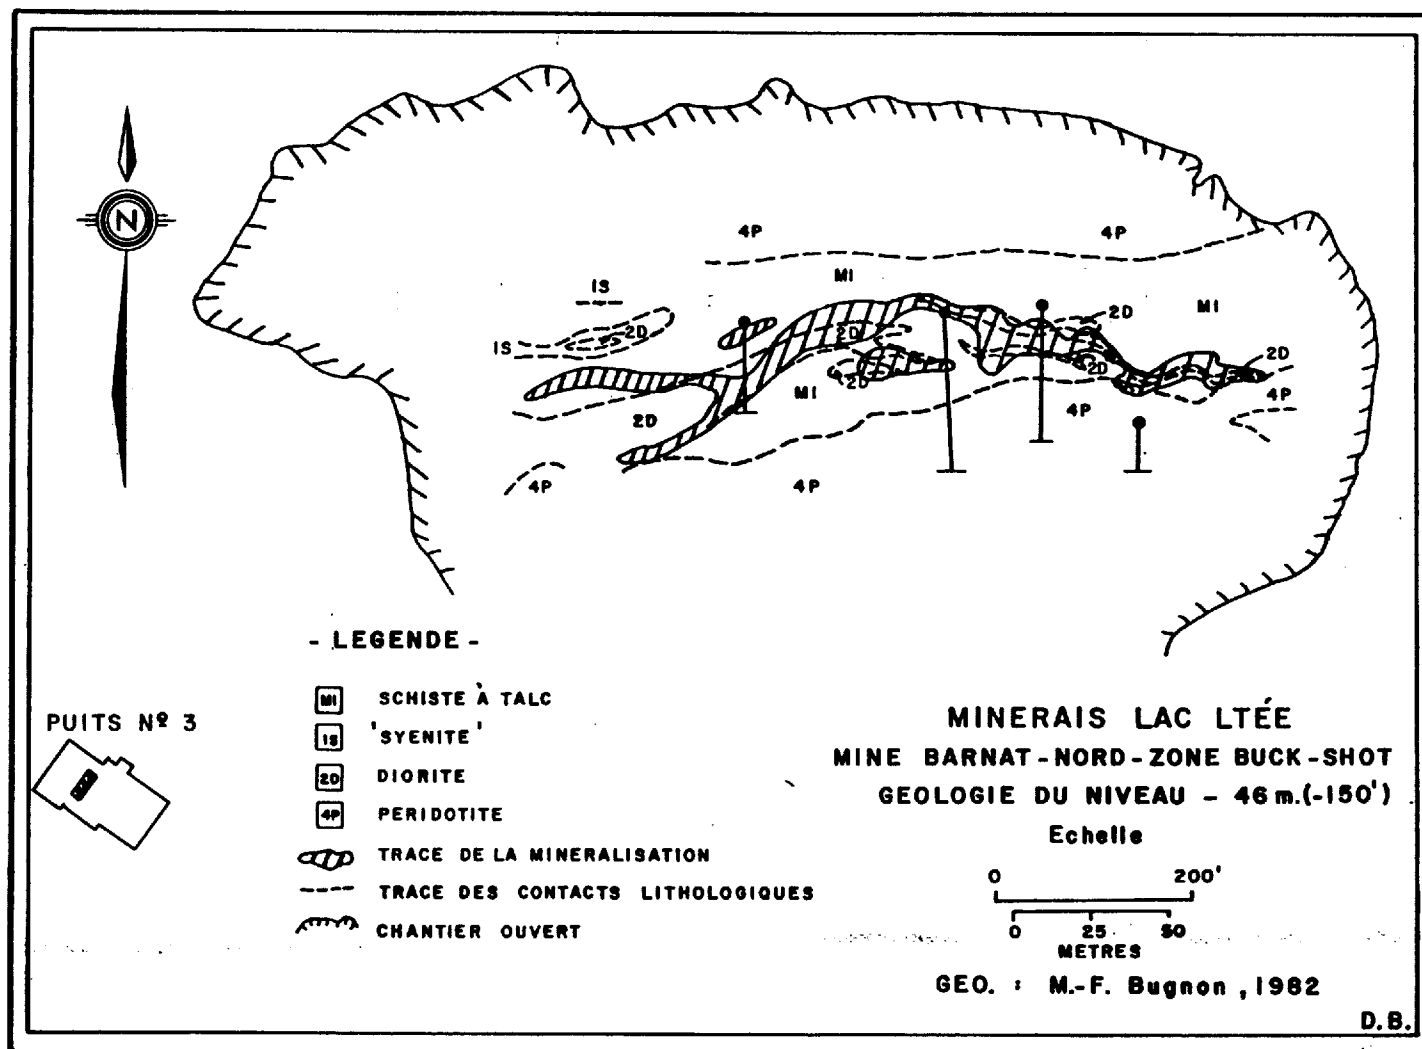 N
4P
4P
MI
IS
MI
2D
2D
IS
2D
2D
2D
2D
MI
4P
4P
2D
4P
4P
- LEGENDE -
MI SCHISTE À TALC
IS 'SYENITE'
2D DIORITE
4P PERIDOTITE
TRACE DE LA MINERALISATION
TRACE DES CONTACTS LITHOLOGIQUES
CHANTIER OUVERT
PUITS Nº 3
MINERAIS LAC LTÉE
MINE BARNAT-NORD-ZONE BUCK-SHOT
GEOLOGIE DU NIVEAU - 46 m.(-150')
Echelle
0 200'
0 25 50
METRES
GEO. : M.-F. Bugnon, 1982
D.B.